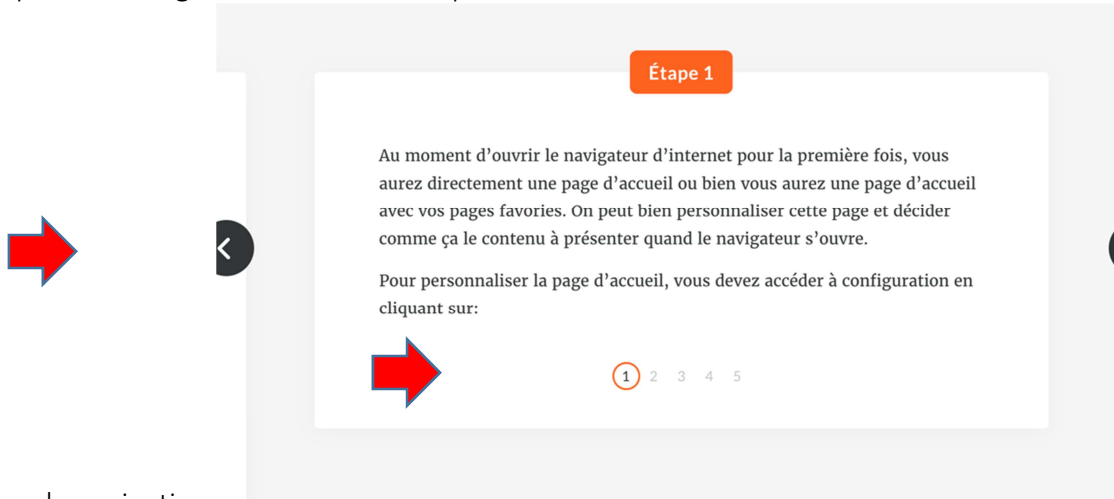 Étape 1
Au moment d’ouvrir le navigateur d’internet pour la première fois, vous
aurez directement une page d’accueil ou bien vous aurez une page d’accueil
avec vos pages favories. On peut bien personnaliser cette page et décider
comme ça le contenu à présenter quand le navigateur s’ouvre.
Pour personnaliser la page d’accueil, vous devez accéder à configuration en
cliquant sur:
1 2 3 4 5